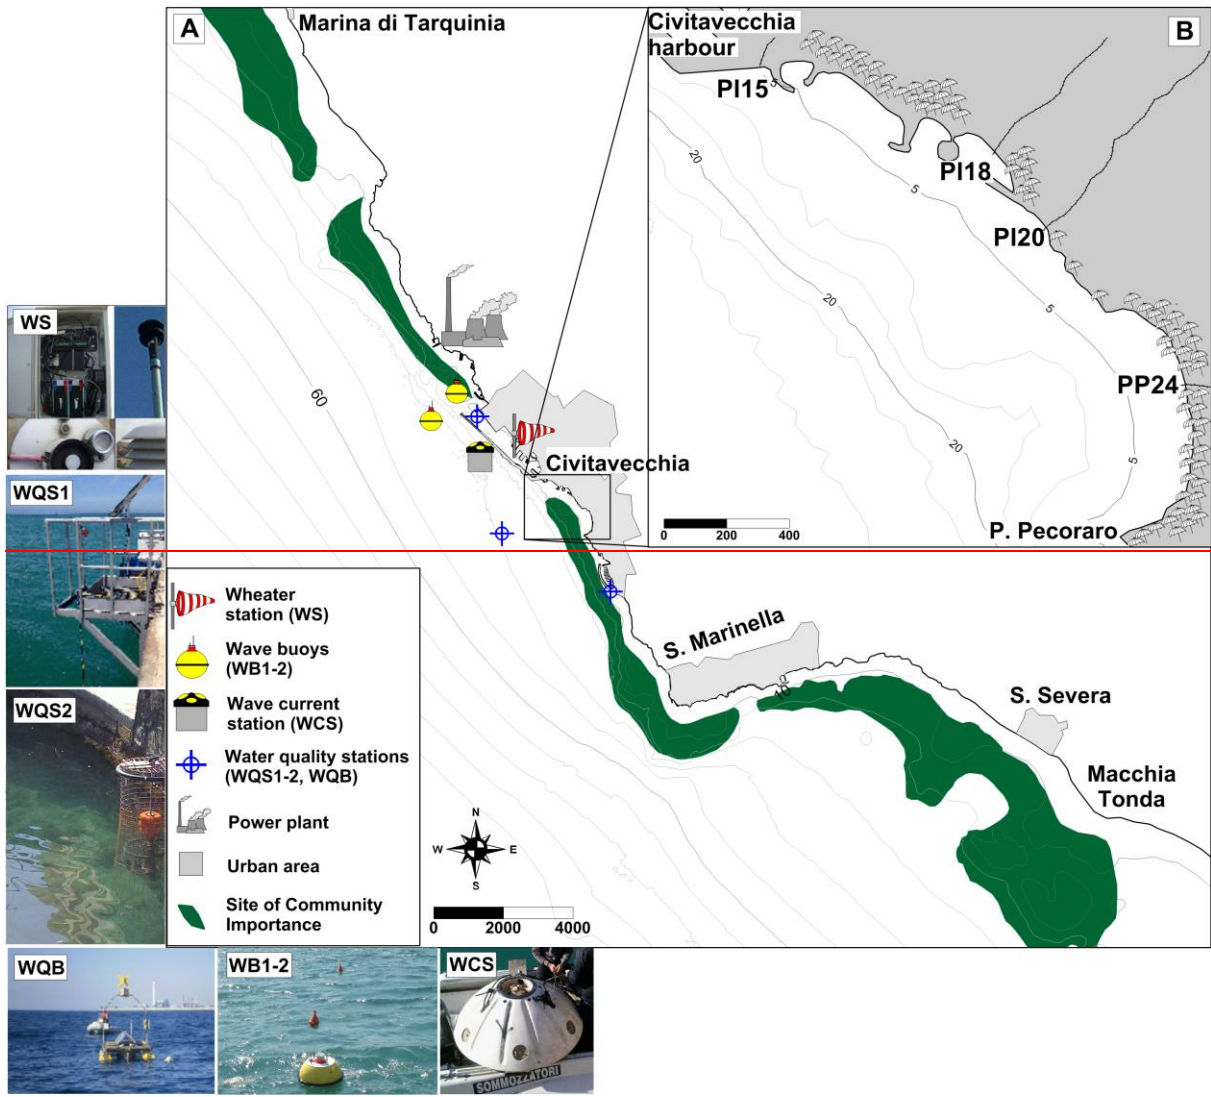 A
Marina di Tarquinia
60
Civitavecchia
S. Marinella
10
S. Severa
Macchia
Tonda
N
W
E
S
0
2000
4000
B
Civitavecchia
harbour
PI15
5
PI18
5
20
PI20
20
5
PP24
20
5
P. Pecoraro
0
200
400
Wheater
station (WS)
Wave buoys
(WB1-2)
Wave current
station (WCS)
Water quality stations
(WQS1-2, WQB)
Power plant
Urban area
Site of Community
Importance
WS
WQS1
WQS2
WQB
WB1-2
WCS
SOMMOZZATORI